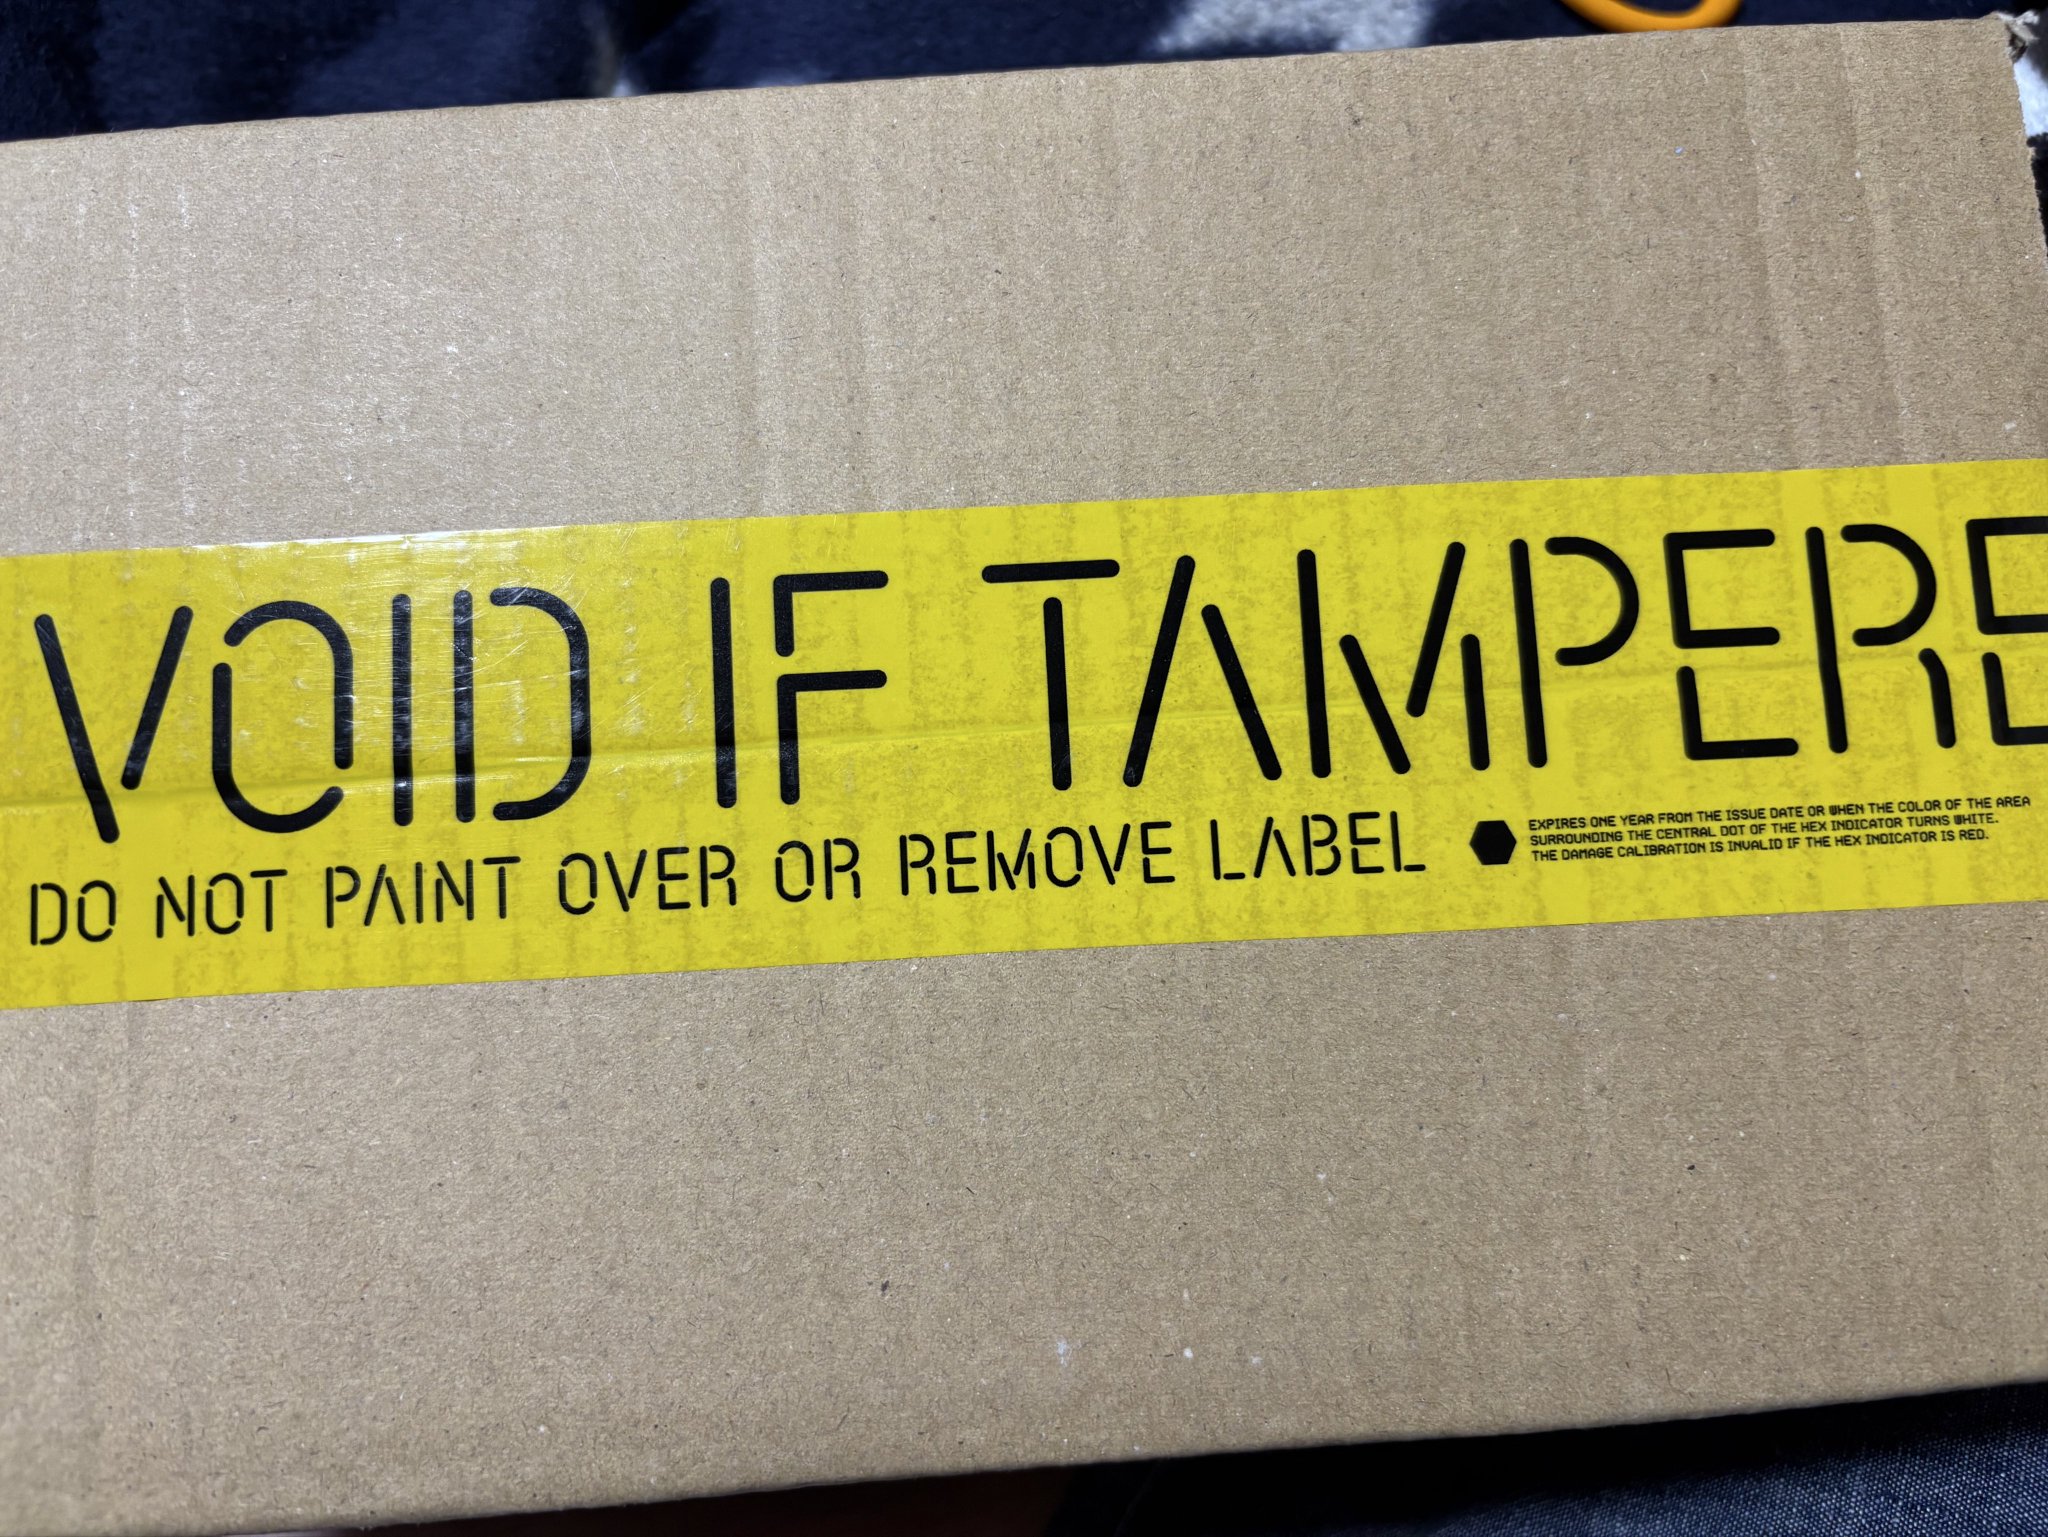 VOID IF TAMPERE
DO NOT PAINT OVER OR REMOVE LABEL
EXPIRES ONE YEAR FROM THE ISSUE DATE OR WHEN THE COLOR OF THE AREA
SURROUNDING THE CENTRAL DOT OF THE HEX INDICATOR TURNS WHITE.
THE DAMAGE CALIBRATION IS INVALID IF THE HEX INDICATOR IS RED.